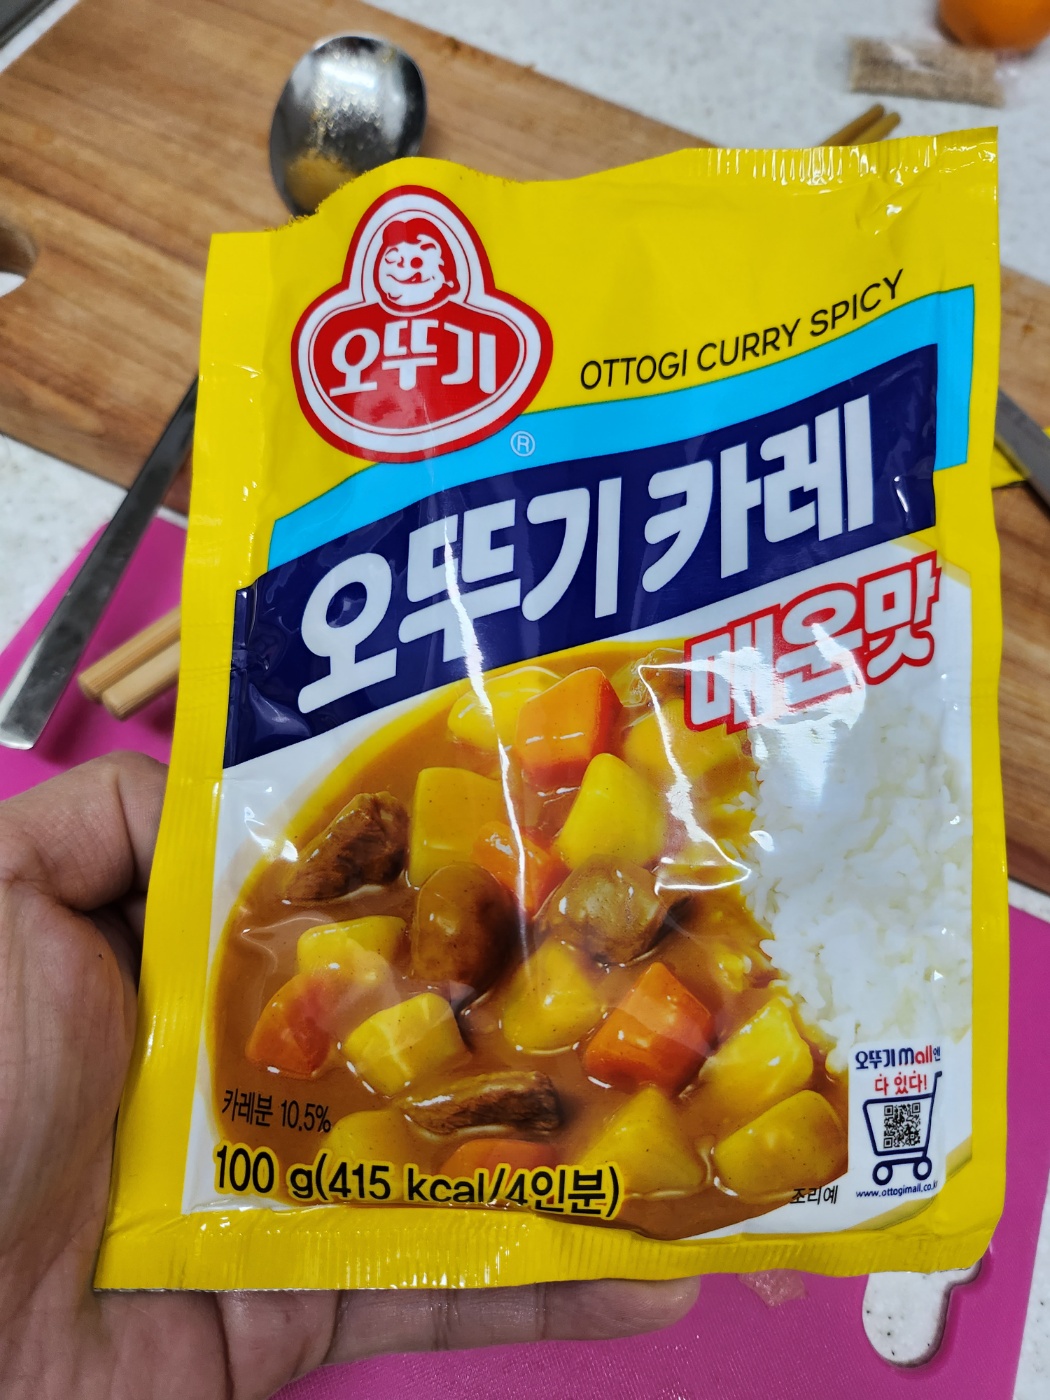 오뚜기
OTTOGI CURRY SPICY
®
오뚜기 카레
매운맛
카레분 10.5%
100 g(415 kcal/4인분)
오뚜기mall엔
다 있다!
www.ottogimall.co.k
조리예